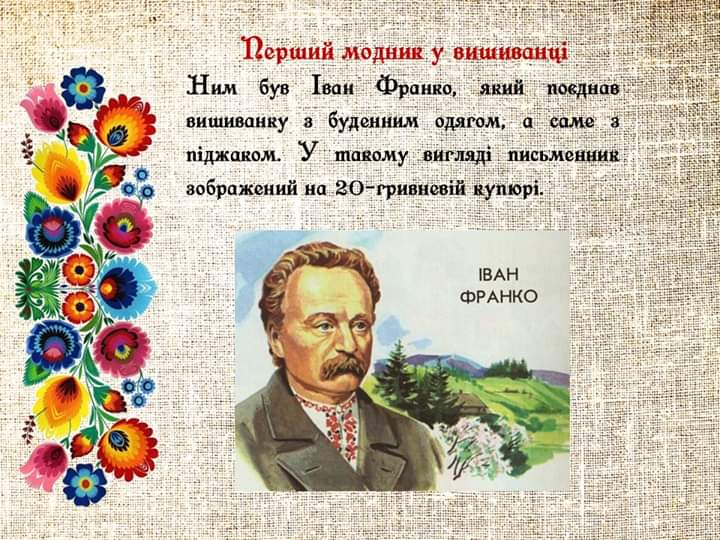 Перший модник у вишиванці
Ним був Іван Франко, який поєднав
вишиванку з буденним одягом, а саме з
піджаком. У такому вигляді письменник
зображений на 20-гривневій купюрі.
ІВАН
ФРАНКО